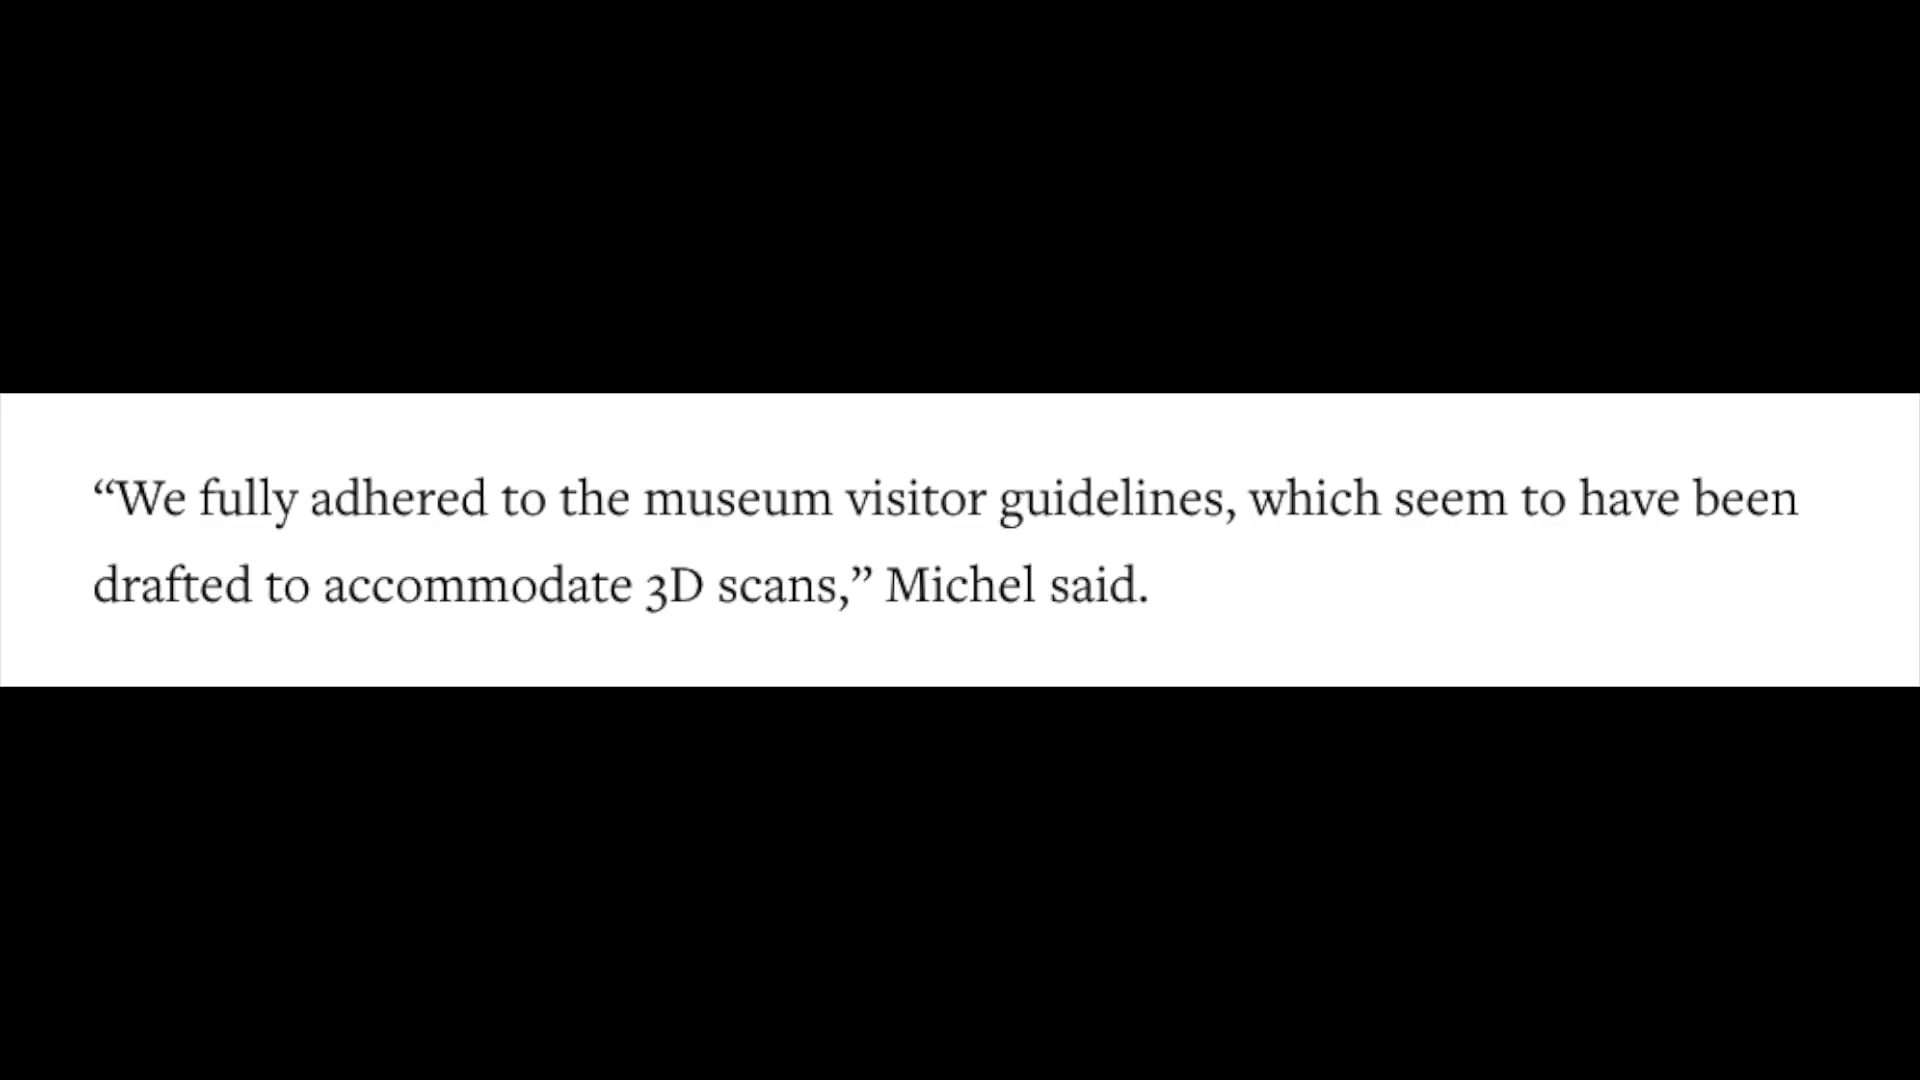 “We fully adhered to the museum visitor guidelines, which seem to have been
drafted to accommodate 3D scans,” Michel said.